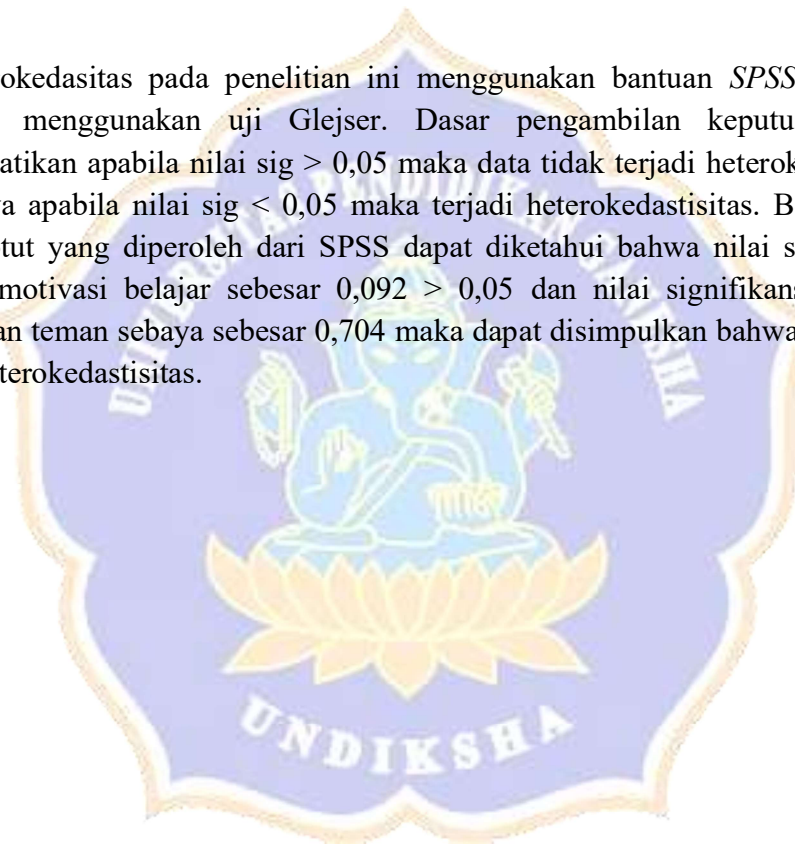 okedasitas pada penelitian ini menggunakan bantuan SPSS
menggunakan uji Glejser. Dasar pengambilan keputu
atikan apabila nilai sig > 0,05 maka data tidak terjadi heterok
a apabila nilai sig < 0,05 maka terjadi heterokedastisitas. B
tut yang diperoleh dari SPSS dapat diketahui bahwa nilai s
motivasi belajar sebesar 0,092 > 0,05 dan nilai signifikans
an teman sebaya sebesar 0,704 maka dapat disimpulkan bahwa
terokedastisitas.
UNIVERSITAS PENDIDIKAN GANESHA
UNDIKSHA